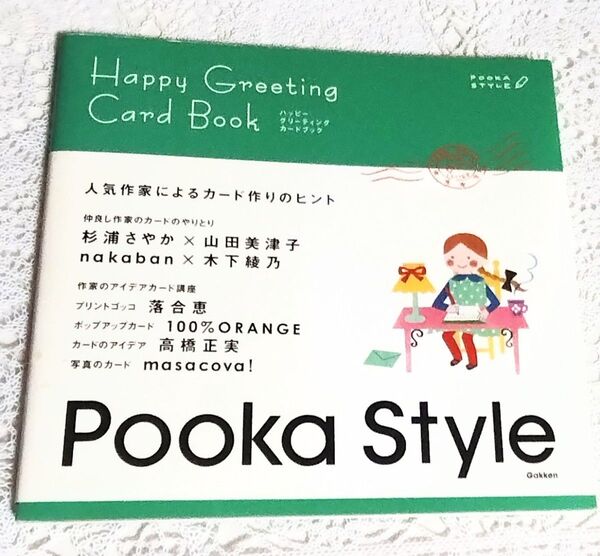 Happy Greeting
Card Book
ハッピー
グリーティング
カードブック
POOKA
STYLE
人気作家によるカード作りのヒント
仲良し作家のカードのやりとり
杉浦さやか×山田美津子
nakaban×木下綾乃
作家のアイデアカード講座
プリントゴッコ 落合恵
ポップアップカード 100%ORANGE
カードのアイデア 高橋正実
写真のカード masacova!
Pooka Style
Gakken